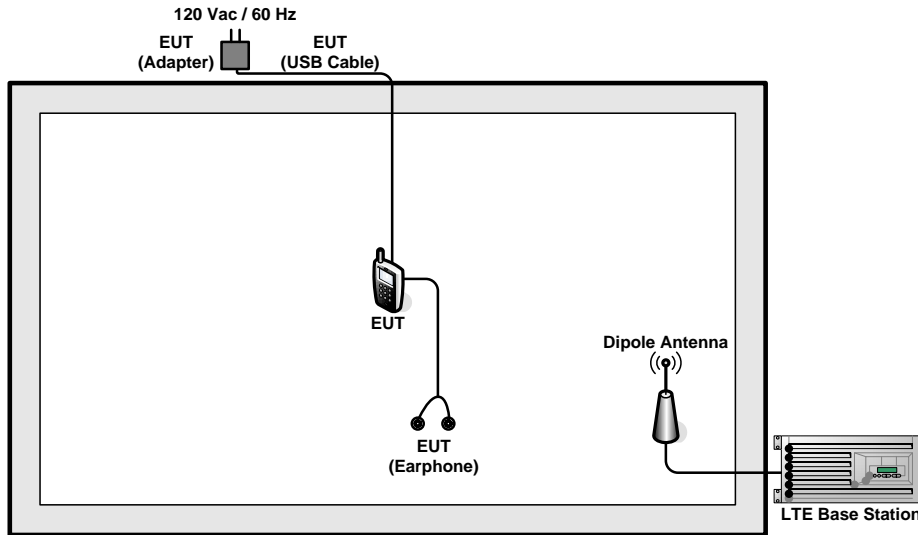 120 Vac / 60 Hz
EUT
(Adapter)
EUT
(USB Cable)
EUT
Dipole Antenna
EUT
(Earphone)
LTE Base Station